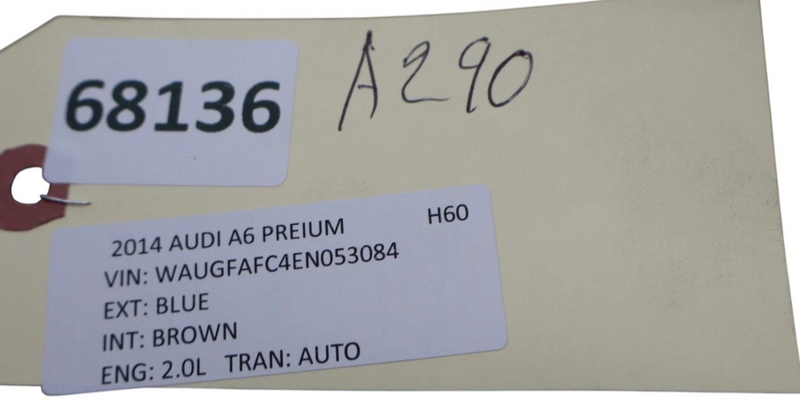 68136
A290
2014 AUDI A6 PREIUM H60
VIN: WAUGFAFC4EN053084
EXT: BLUE
INT: BROWN
ENG: 2.0L TRAN: AUTO